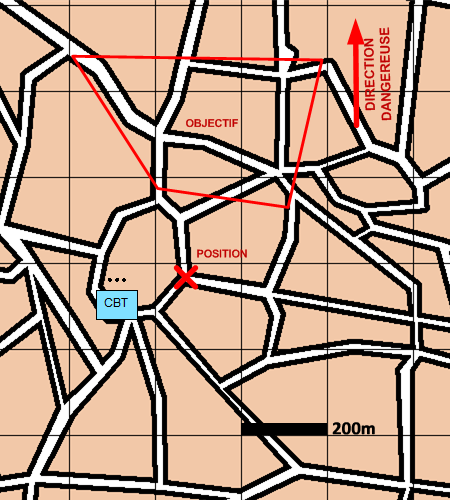 DIRECTION
DANGEREUSE
OBJECTIF
POSITION
CBT
200m